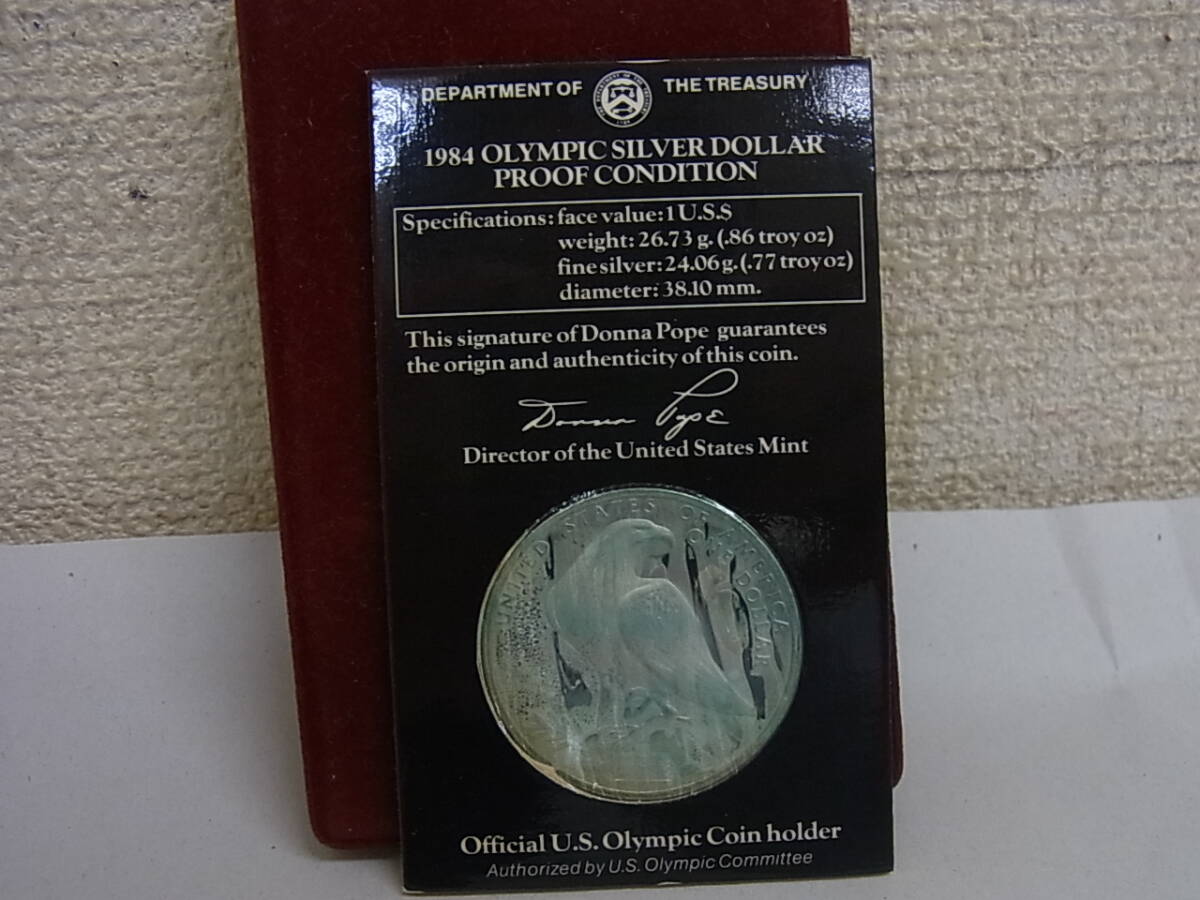 DEPARTMENT OF THE TREASURY
1984 OLYMPIC SILVER DOLLAR
PROOF CONDITION
Specifications: face value: 1 U.S.$
weight: 26.73 g. (.86 troy oz)
fine silver: 24.06 g. (.77 troy oz)
diameter: 38.10 mm.
This signature of Donna Pope guarantees
the origin and authenticity of this coin.
Donna Pope
Director of the United States Mint
UNITED STATES OF AMERICA
ONE DOLLAR
Official U.S. Olympic Coin holder
Authorized by U.S. Olympic Committee